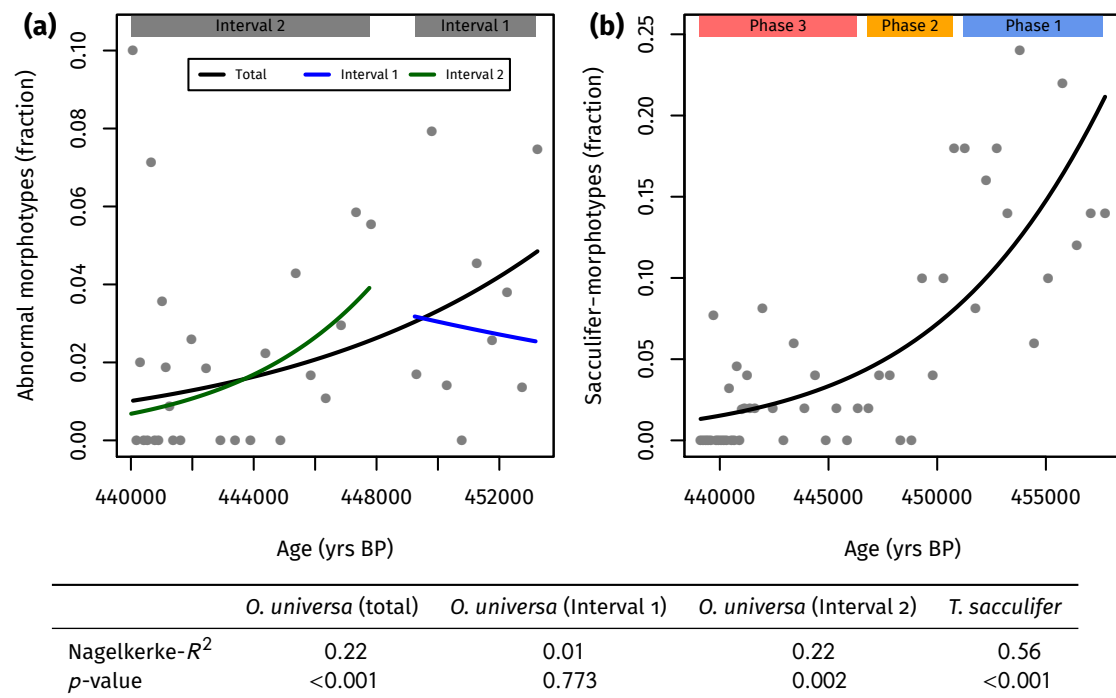 (a)
Interval 2 Interval 1
Total Interval 1 Interval 2
Abnormal morphotypes (fraction)
0.10
0.08
0.06
0.04
0.02
0.00
440000 444000 448000 452000
Age (yrs BP)
(b)
Phase 3 Phase 2 Phase 1
Sacculifer-morphotypes (fraction)
0.25
0.20
0.15
0.10
0.05
0.00
440000 445000 450000 455000
Age (yrs BP)
O. universa (total) O. universa (Interval 1) O. universa (Interval 2) T. sacculifer
Nagelkerke-R² 0.22 0.01 0.22 0.56
p-value <0.001 0.773 0.002 <0.001